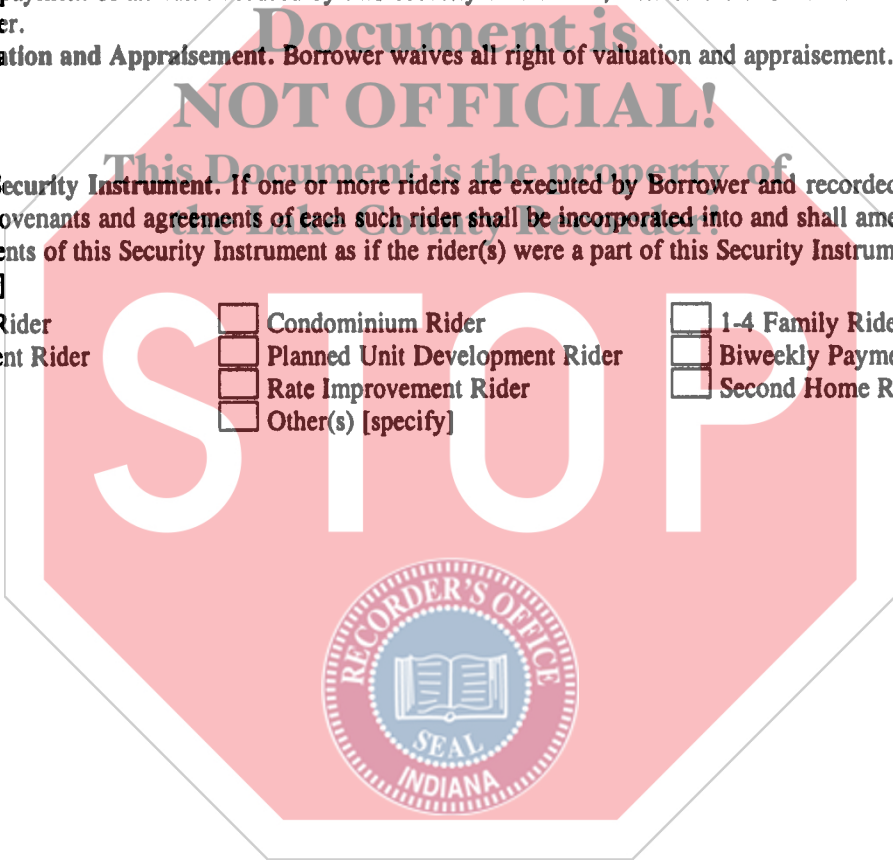 er.
ation and Appraisement. Borrower waives all right of valuation and appraisement.
Document is
NOT OFFICIAL!
This Document is the property of
the Lake County Recorder!
ecurity Instrument. If one or more riders are executed by Borrower and recorded
ovenants and agreements of each such rider shall be incorporated into and shall ame
ents of this Security Instrument as if the rider(s) were a part of this Security Instrum
]
Rider Condominium Rider 1-4 Family Ride
ent Rider Planned Unit Development Rider Biweekly Payme
Rate Improvement Rider Second Home R
Other(s) [specify]
STOP
RECORDER'S OFFICE
SEAL
INDIANA